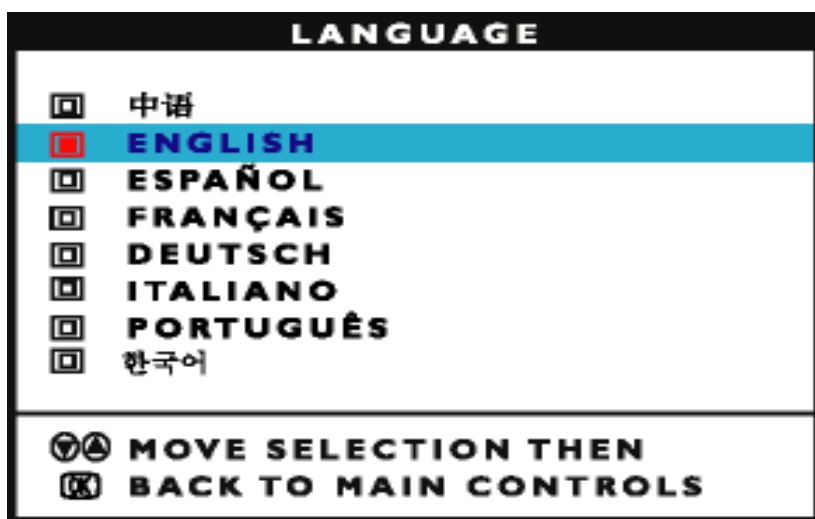 LANGUAGE
中语
ENGLISH
ESPAÑOL
FRANÇAIS
DEUTSCH
ITALIANO
PORTUGUÊS
한국어
MOVE SELECTION THEN
OK BACK TO MAIN CONTROLS